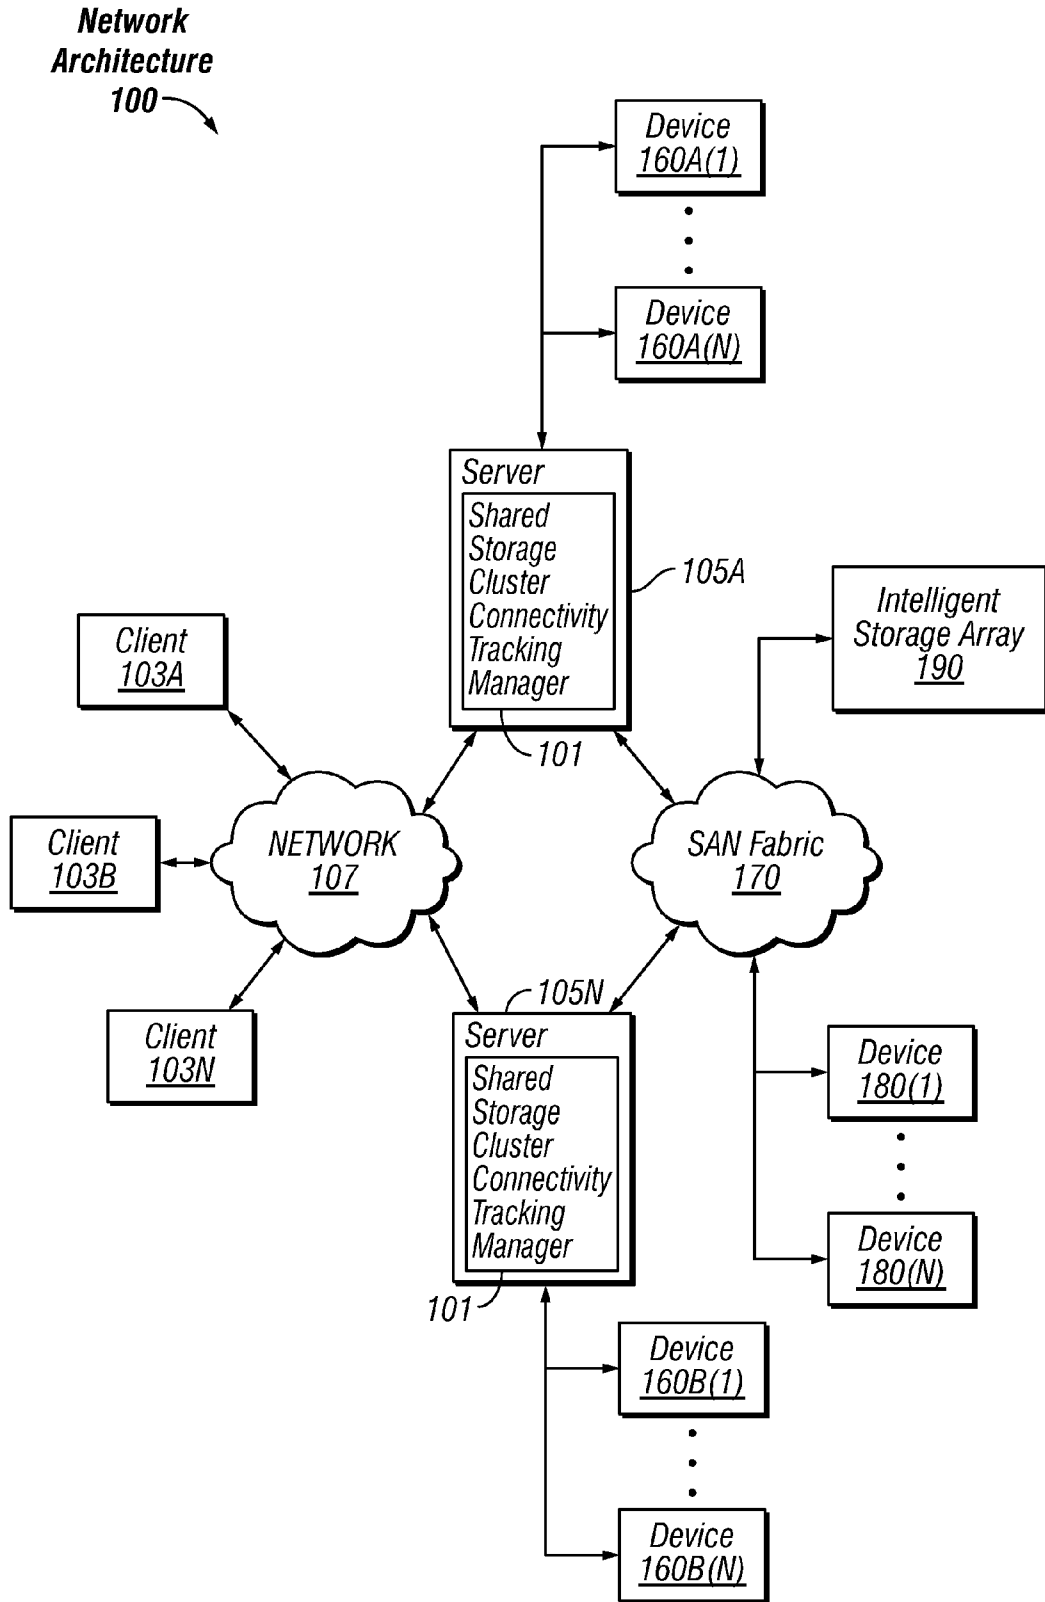 Network
Architecture
100
Device
160A(1)
Device
160A(N)
Server
Shared
Storage
Cluster
Connectivity
Tracking
Manager
105A
101
Intelligent
Storage Array
190
Client
103A
Client
103B
Client
103N
NETWORK
107
SAN Fabric
170
105N
Server
Shared
Storage
Cluster
Connectivity
Tracking
Manager
101
Device
180(1)
Device
180(N)
Device
160B(1)
Device
160B(N)